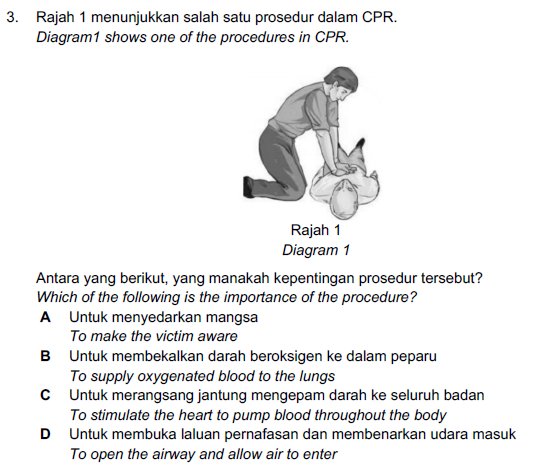 3. Rajah 1 menunjukkan salah satu prosedur dalam CPR.
Diagram1 shows one of the procedures in CPR.
Rajah 1
Diagram 1
Antara yang berikut, yang manakah kepentingan prosedur tersebut?
Which of the following is the importance of the procedure?
A Untuk menyedarkan mangsa
To make the victim aware
B Untuk membekalkan darah beroksigen ke dalam peparu
To supply oxygenated blood to the lungs
C Untuk merangsang jantung mengepam darah ke seluruh badan
To stimulate the heart to pump blood throughout the body
D Untuk membuka laluan pernafasan dan membenarkan udara masuk
To open the airway and allow air to enter